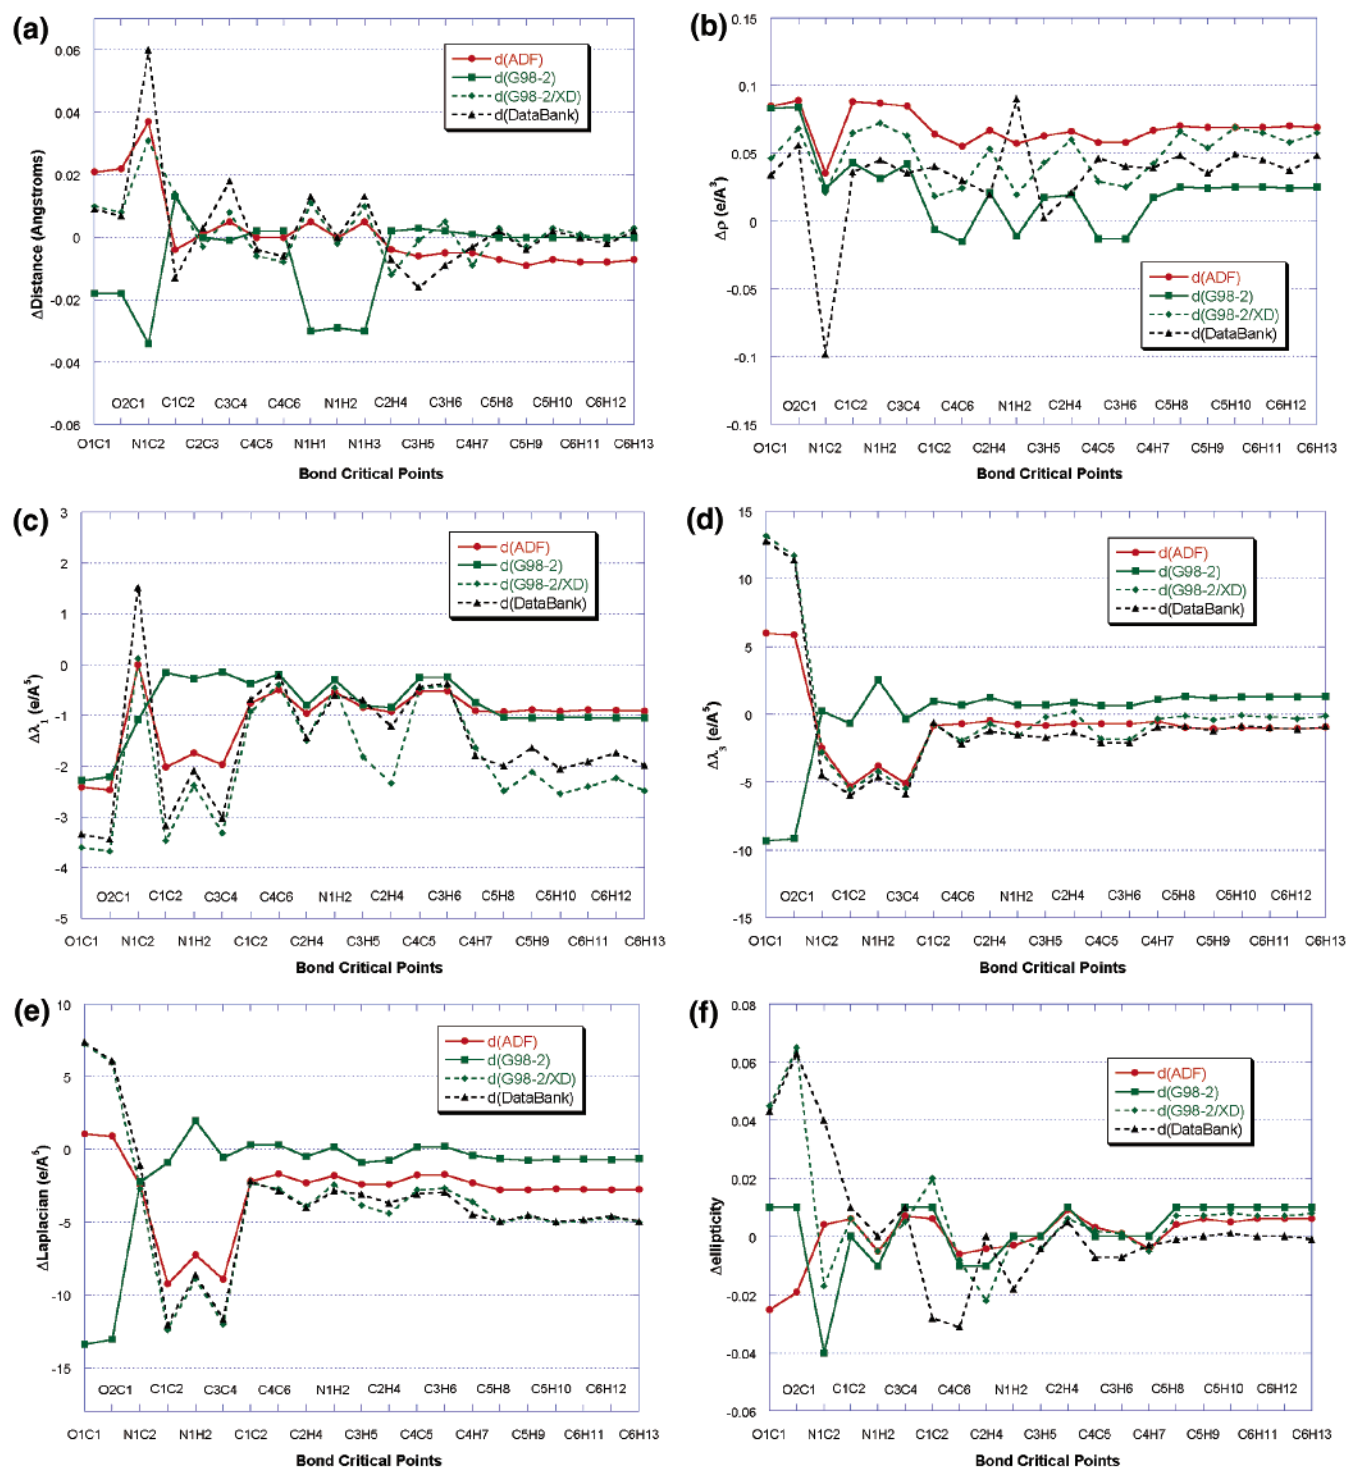 (a)
0.06
0.04
0.02
0
-0.02
-0.04
-0.06
ΔDistance (Angstroms)
d(ADF)
d(G98-2)
d(G98-2/XD)
d(DataBank)
O2C1 C1C2 C3C4 C4C6 N1H2 C2H4 C3H6 C5H8 C5H10 C6H12
O1C1 N1C2 C2C3 C4C5 N1H1 N1H3 C3H5 C4H7 C5H9 C6H11 C6H13
Bond Critical Points
(b)
0.15
0.1
0.05
0
-0.05
-0.1
-0.15
Δρ (e/A³)
d(ADF)
d(G98-2)
d(G98-2/XD)
d(DataBank)
O2C1 C1C2 C3C4 C4C6 N1H2 C2H4 C3H6 C5H8 C5H10 C6H12
O1C1 N1C2 N1H2 C1C2 C2H4 C3H5 C4C5 C4H7 C5H9 C6H11 C6H13
Bond Critical Points
(c)
3
2
1
0
-1
-2
-3
-4
-5
Δλ₁ (e/A⁵)
d(ADF)
d(G98-2)
d(G98-2/XD)
d(DataBank)
O2C1 C1C2 C3C4 C4C6 N1H2 C2H4 C3H6 C5H8 C5H10 C6H12
O1C1 N1C2 N1H2 C1C2 C2H4 C3H5 C4C5 C4H7 C5H9 C6H11 C6H13
Bond Critical Points
(d)
15
10
5
0
-5
-10
-15
Δλ₃ (e/A⁵)
d(ADF)
d(G98-2)
d(G98-2/XD)
d(DataBank)
O2C1 C1C2 C3C4 C4C6 N1H2 C2H4 C3H6 C5H8 C5H10 C6H12
O1C1 N1C2 N1H2 C1C2 C2H4 C3H5 C4C5 C4H7 C5H9 C6H11 C6H13
Bond Critical Points
(e)
10
5
0
-5
-10
-15
ΔLaplacian (e/A⁵)
d(ADF)
d(G98-2)
d(G98-2/XD)
d(DataBank)
O2C1 C1C2 C3C4 C4C6 N1H2 C2H4 C3H6 C5H8 C5H10 C6H12
O1C1 N1C2 N1H2 C1C2 C2H4 C3H5 C4C5 C4H7 C5H9 C6H11 C6H13
Bond Critical Points
(f)
0.08
0.06
0.04
0.02
0
-0.02
-0.04
-0.06
Δellipticity
d(ADF)
d(G98-2)
d(G98-2/XD)
d(DataBank)
O2C1 C1C2 C3C4 C4C6 N1H2 C2H4 C3H6 C5H8 C5H10 C6H12
O1C1 N1C2 N1H2 C1C2 C2H4 C3H5 C4C5 C4H7 C5H9 C6H11 C6H13
Bond Critical Points